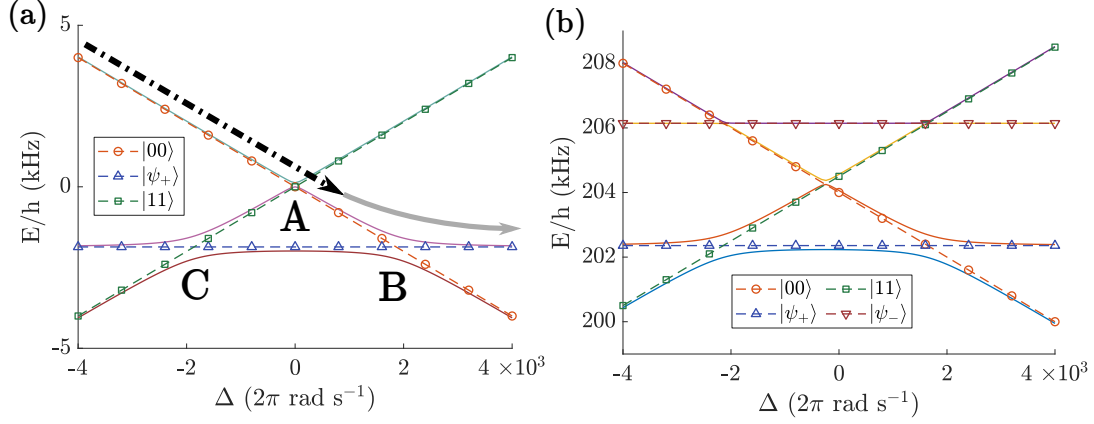 (a)
5
0
-5
E/h (kHz)
|00⟩
|ψ₊⟩
|11⟩
A
B
C
-4
-2
0
2
4 ×10³
Δ (2π rad s⁻¹)
(b)
208
206
204
202
200
E/h (kHz)
|00⟩ |11⟩
|ψ₊⟩ |ψ₋⟩
-4
-2
0
2
4 ×10³
Δ (2π rad s⁻¹)